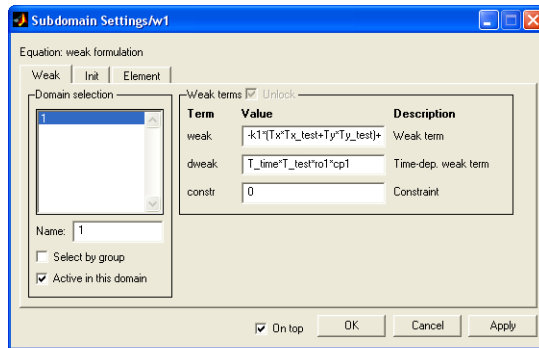 Subdomain Settings/w1
Equation: weak formulation
Weak Init Element
Domain selection
1
Name: 1
Select by group
Active in this domain
Weak terms Unlock
Term Value Description
weak -k1*(Tx*Tx_test+Ty*Ty_test)+ Weak term
dweak T_time*T_test*ro1*cp1 Time-dep. weak term
constr 0 Constraint
On top OK Cancel Apply